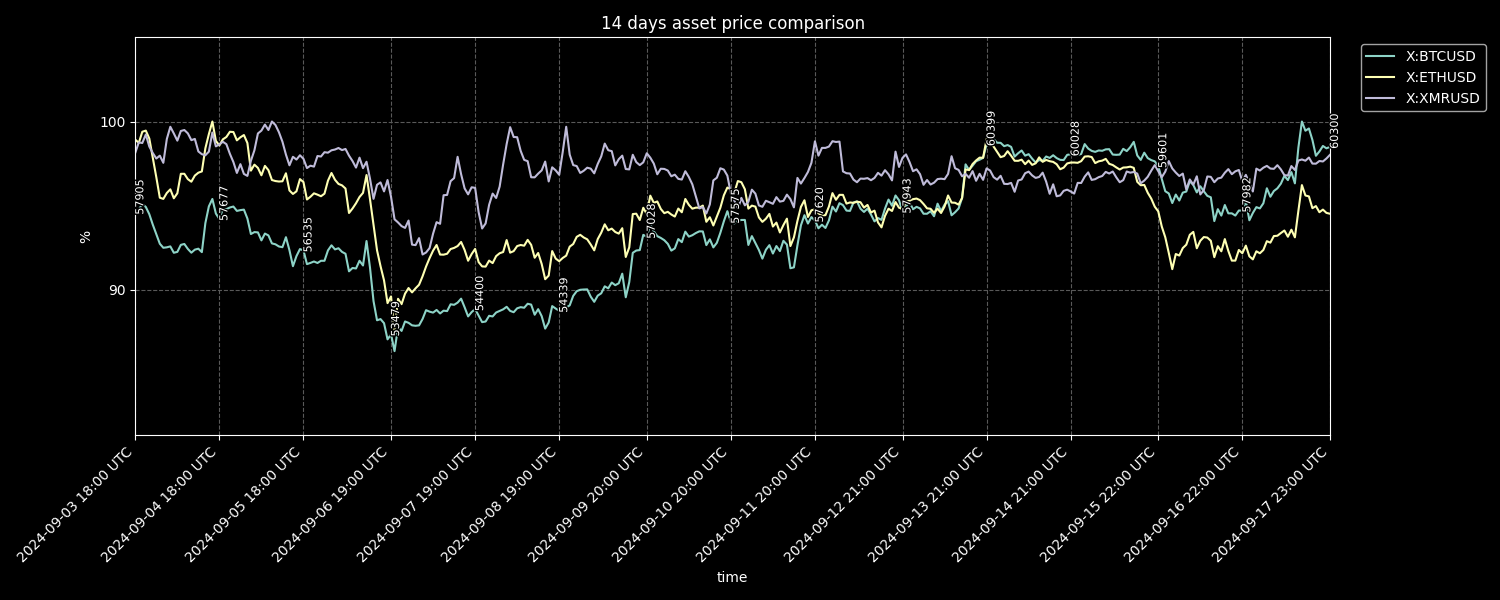 14 days asset price comparison
X:BTCUSD
X:ETHUSD
X:XMRUSD
%
100
90
57905
57677
56535
53479
54400
54339
57028
57575
57620
57943
60399
60028
59601
60300
2024-09-03 18:00 UTC
2024-09-04 18:00 UTC
2024-09-05 18:00 UTC
2024-09-06 19:00 UTC
2024-09-07 19:00 UTC
2024-09-08 19:00 UTC
2024-09-09 20:00 UTC
2024-09-10 20:00 UTC
2024-09-11 20:00 UTC
2024-09-12 21:00 UTC
2024-09-13 21:00 UTC
2024-09-14 21:00 UTC
2024-09-15 22:00 UTC
2024-09-16 22:00 UTC
2024-09-17 23:00 UTC
time